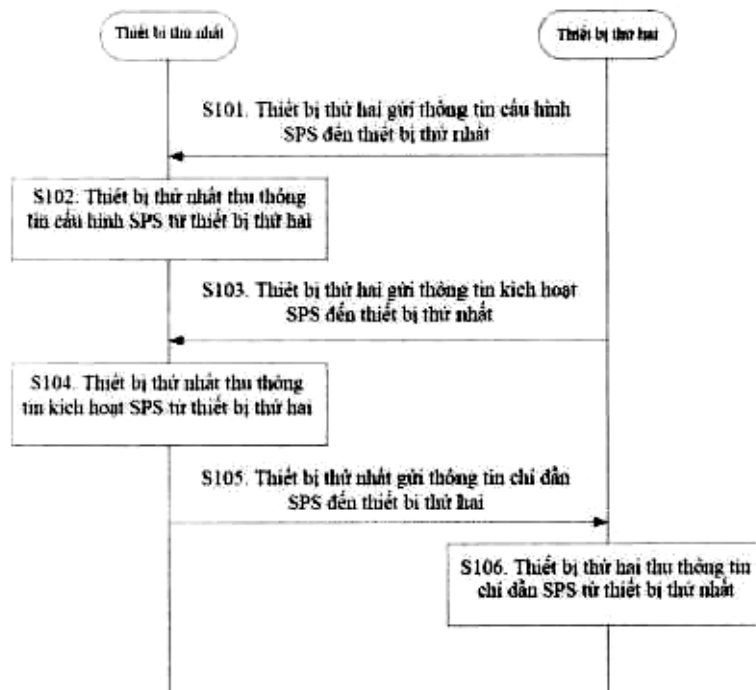 Thiết bị thứ nhất
Thiết bị thứ hai
S101. Thiết bị thứ hai gửi thông tin cấu hình
SPS đến thiết bị thứ nhất
S102. Thiết bị thứ nhất thu thông
tin cấu hình SPS từ thiết bị thứ hai
S103. Thiết bị thứ hai gửi thông tin kích hoạt
SPS đến thiết bị thứ nhất
S104. Thiết bị thứ nhất thu thông
tin kích hoạt SPS từ thiết bị thứ hai
S105. Thiết bị thứ nhất gửi thông tin chỉ dẫn
SPS đến thiết bị thứ hai
S106. Thiết bị thứ hai thu thông tin
chỉ dẫn SPS từ thiết bị thứ nhất